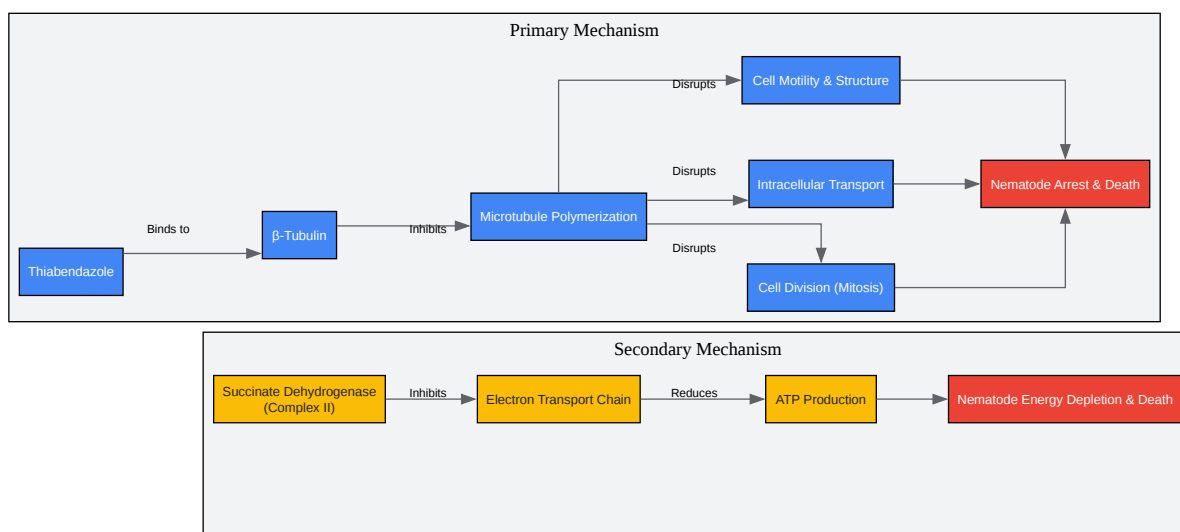 Primary Mechanism
Disrupts
Cell Motility & Structure
Disrupts
Intracellular Transport
Nematode Arrest & Death
Microtubule Polymerization
Binds to
β-Tubulin
Inhibits
Disrupts
Thiabendazole
Cell Division (Mitosis)
Secondary Mechanism
Succinate Dehydrogenase
(Complex II)
Inhibits
Electron Transport Chain
Reduces
ATP Production
Nematode Energy Depletion & Death